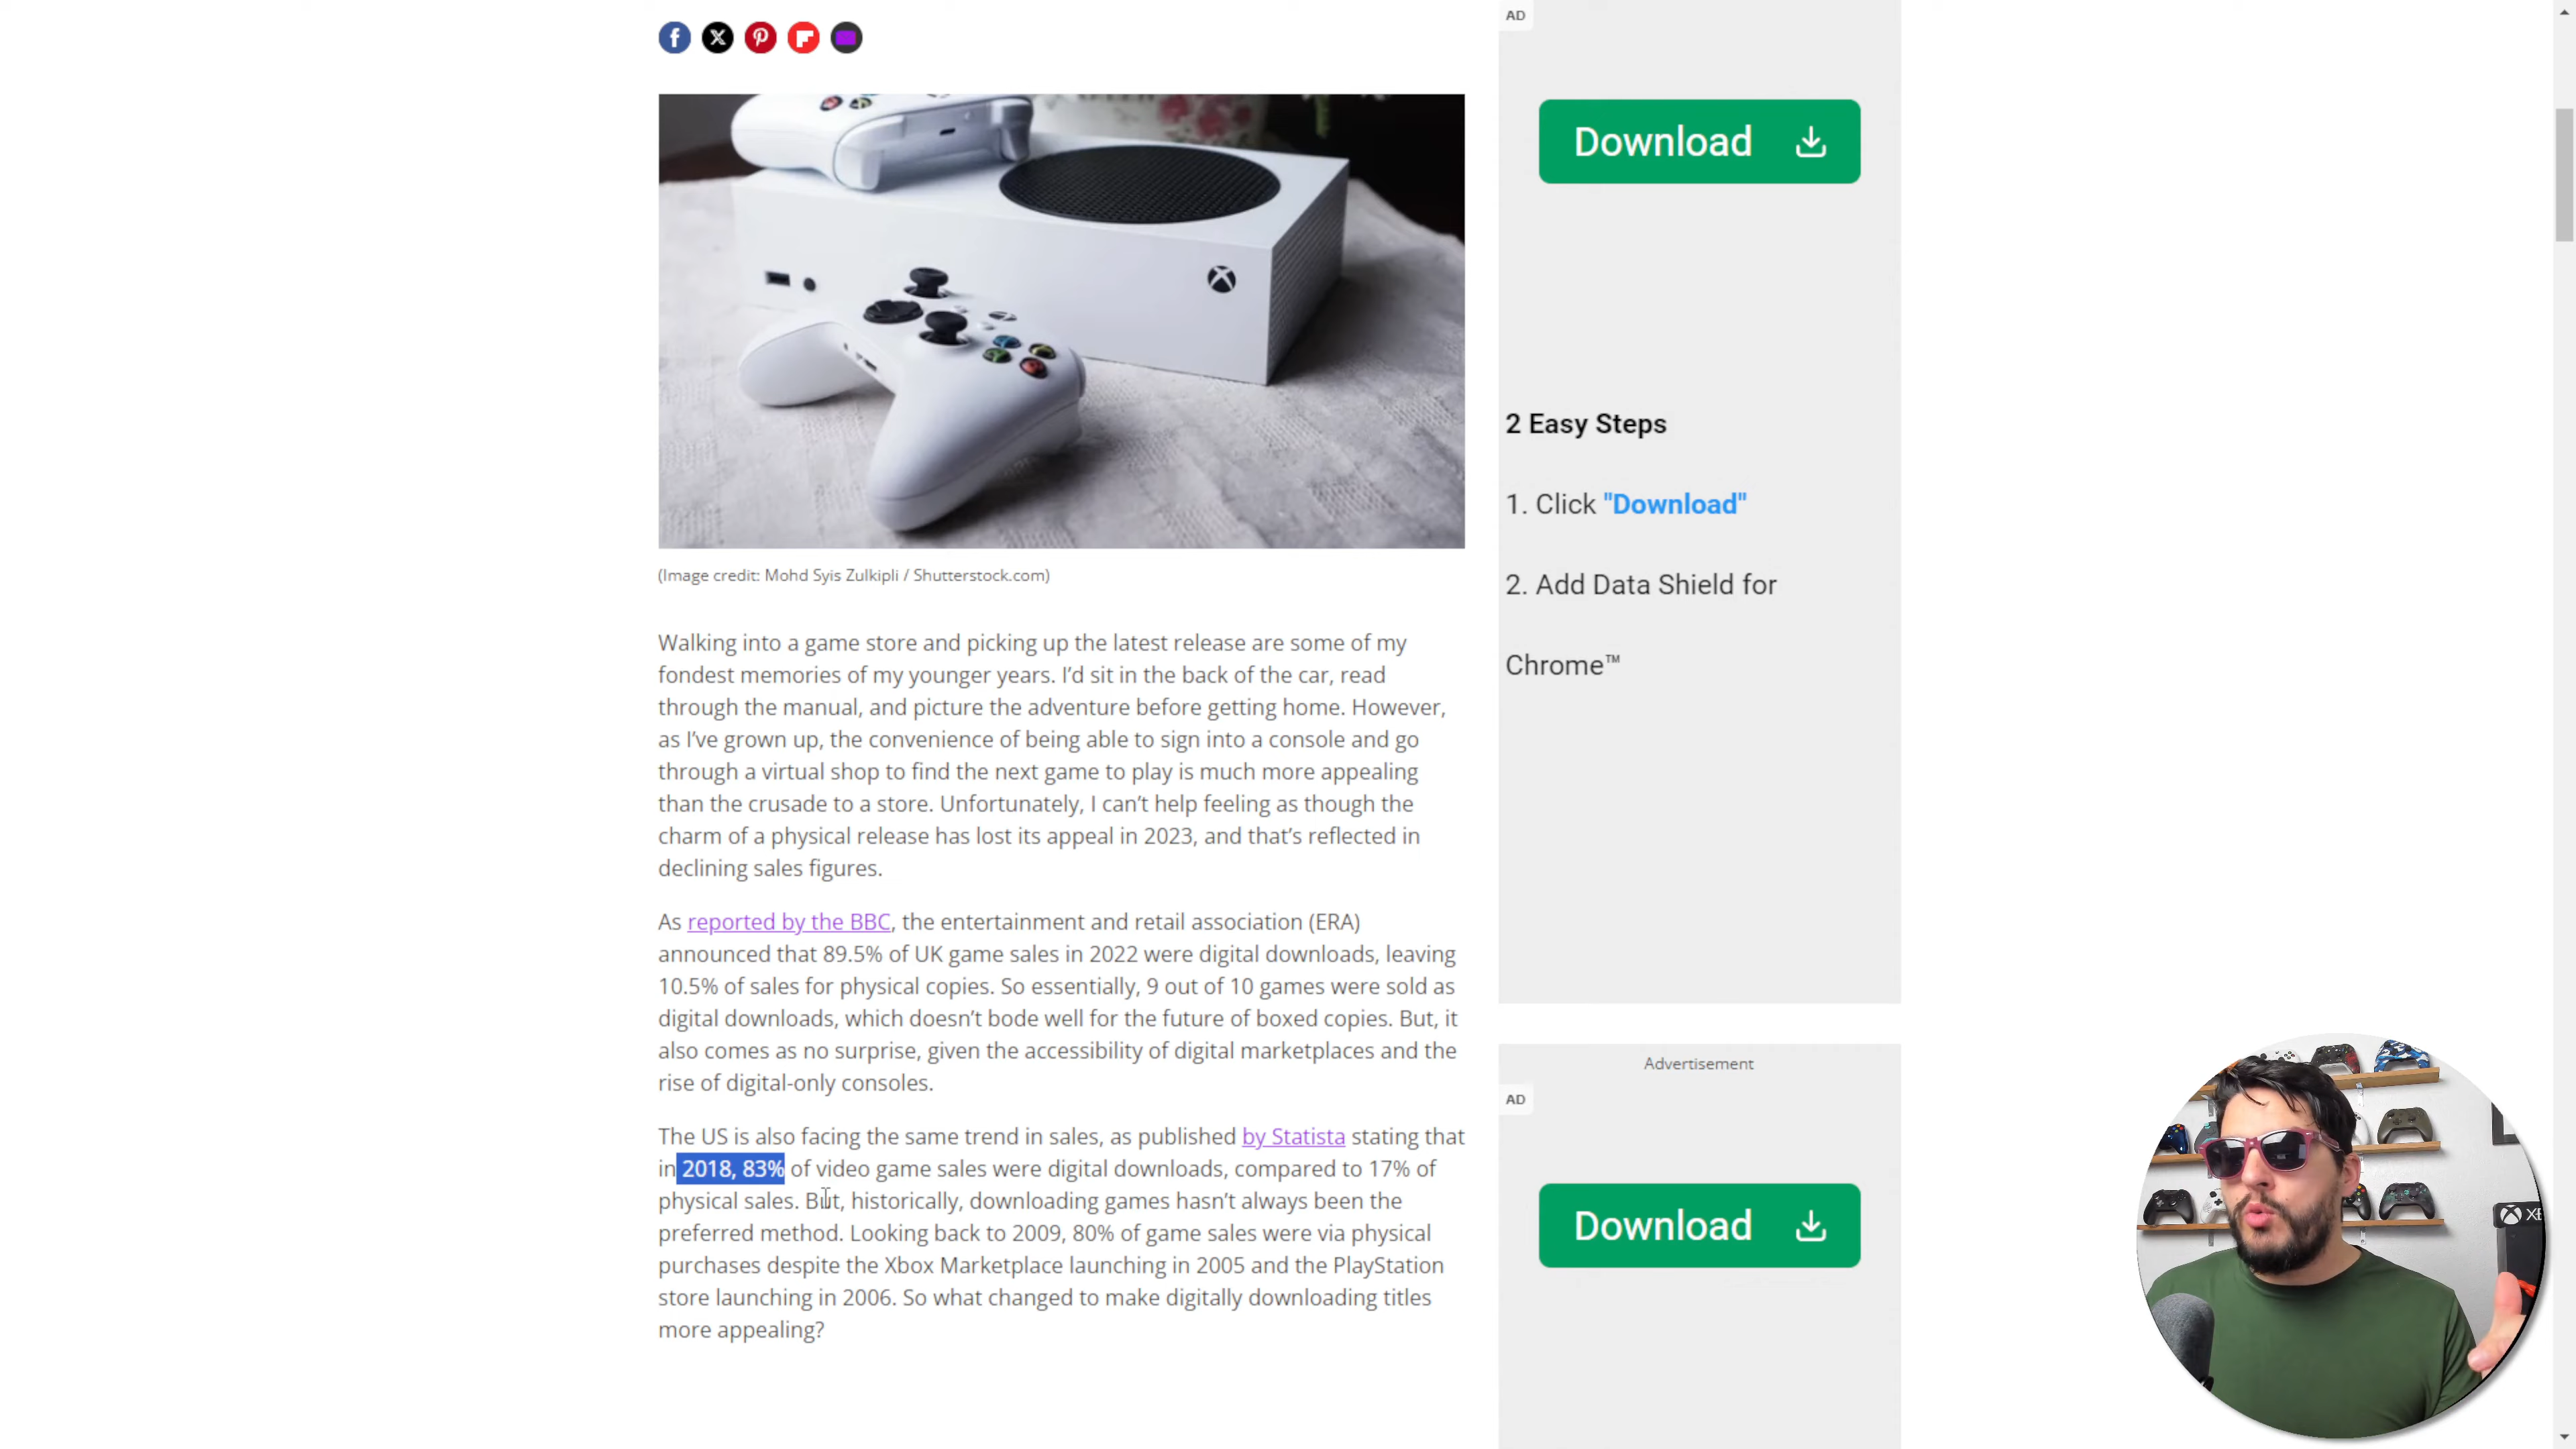 AD
Download
(Image credit: Mohd Syis Zulkipli / Shutterstock.com)
Walking into a game store and picking up the latest release are some of my
fondest memories of my younger years. I’d sit in the back of the car, read
through the manual, and picture the adventure before getting home. However,
as I’ve grown up, the convenience of being able to sign into a console and go
through a virtual shop to find the next game to play is much more appealing
than the crusade to a store. Unfortunately, I can’t help feeling as though the
charm of a physical release has lost its appeal in 2023, and that’s reflected in
declining sales figures.
As reported by the BBC, the entertainment and retail association (ERA)
announced that 89.5% of UK game sales in 2022 were digital downloads, leaving
10.5% of sales for physical copies. So essentially, 9 out of 10 games were sold as
digital downloads, which doesn’t bode well for the future of boxed copies. But, it
also comes as no surprise, given the accessibility of digital marketplaces and the
rise of digital-only consoles.
The US is also facing the same trend in sales, as published by Statista stating that
in 2018, 83% of video game sales were digital downloads, compared to 17% of
physical sales. But, historically, downloading games hasn’t always been the
preferred method. Looking back to 2009, 80% of game sales were via physical
purchases despite the Xbox Marketplace launching in 2005 and the PlayStation
store launching in 2006. So what changed to make digitally downloading titles
more appealing?
2 Easy Steps
1. Click "Download"
2. Add Data Shield for
Chrome™
Advertisement
AD
Download